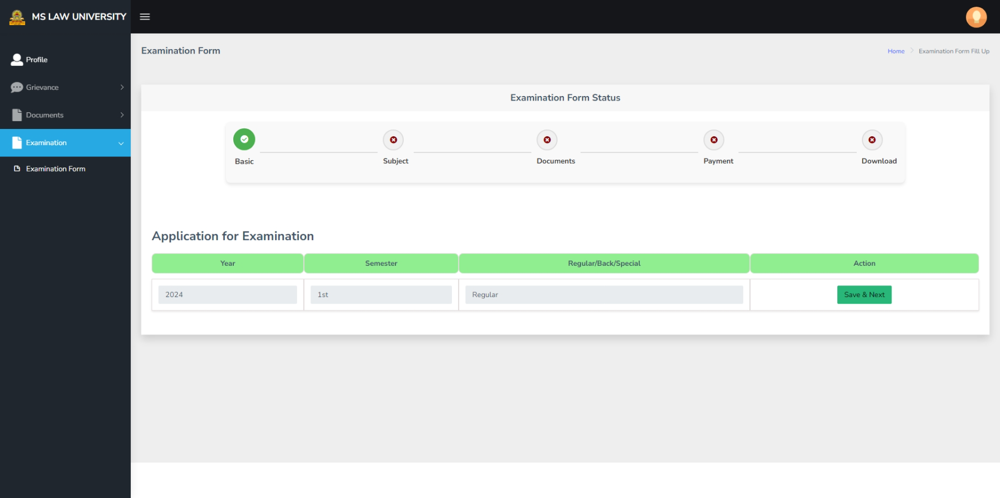 MS LAW UNIVERSITY
Profile
Grievance
Documents
Examination
Examination Form
Examination Form
Home > Examination Form Fill Up
Examination Form Status
Basic Subject Documents Payment Download
Application for Examination
Year Semester Regular/Back/Special Action
2024 1st Regular Save & Next